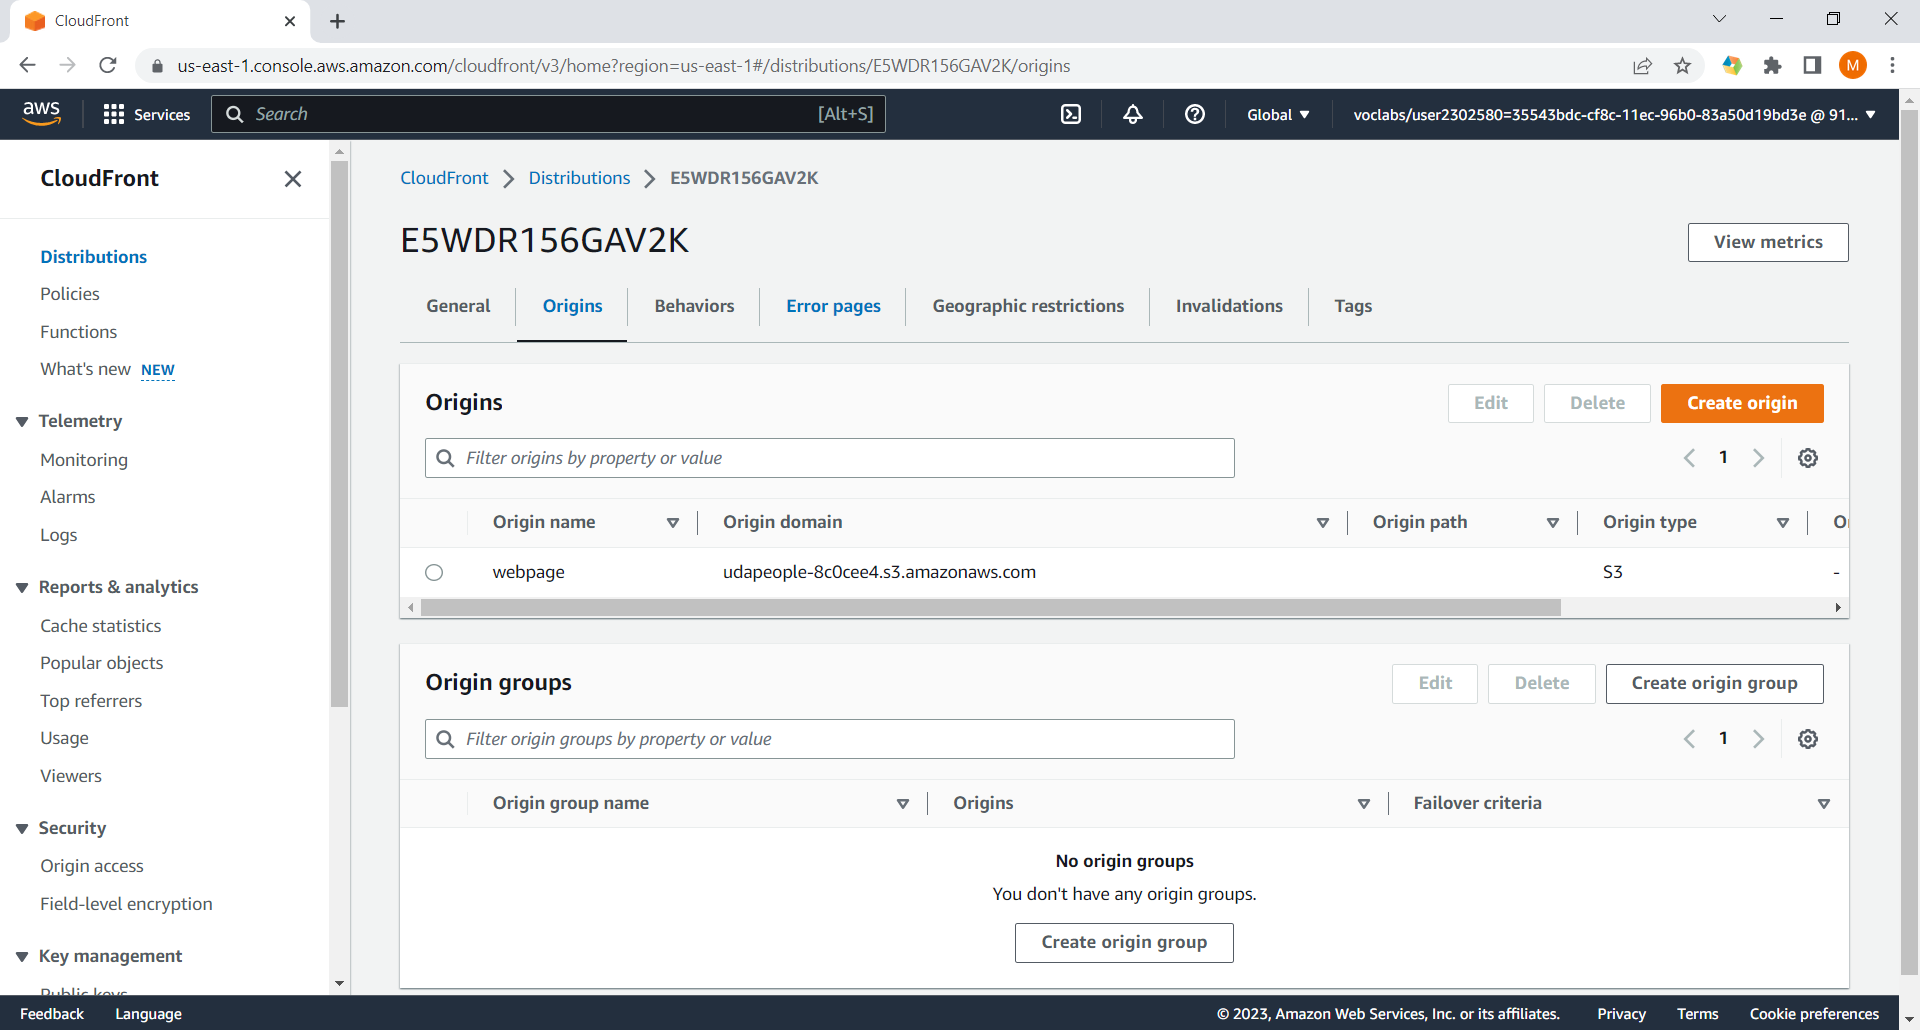 CloudFront
us-east-1.console.aws.amazon.com/cloudfront/v3/home?region=us-east-1#/distributions/E5WDR156GAV2K/origins
M
aws
Services
Search
[Alt+S]
Global
voclabs/user2302580=35543bdc-cf8c-11ec-96b0-83a50d19bd3e @ 91...
CloudFront
Distributions
Policies
Functions
What's new NEW
Telemetry
Monitoring
Alarms
Logs
Reports & analytics
Cache statistics
Popular objects
Top referrers
Usage
Viewers
Security
Origin access
Field-level encryption
Key management
Public keys
CloudFront Distributions E5WDR156GAV2K
E5WDR156GAV2K
View metrics
General Origins Behaviors Error pages Geographic restrictions Invalidations Tags
Origins
Edit Delete Create origin
Filter origins by property or value
1
Origin name Origin domain Origin path Origin type
webpage udapeople-8c0cee4.s3.amazonaws.com S3 -
Origin groups
Edit Delete Create origin group
Filter origin groups by property or value
1
Origin group name Origins Failover criteria
No origin groups
You don't have any origin groups.
Create origin group
Feedback Language © 2023, Amazon Web Services, Inc. or its affiliates. Privacy Terms Cookie preferences